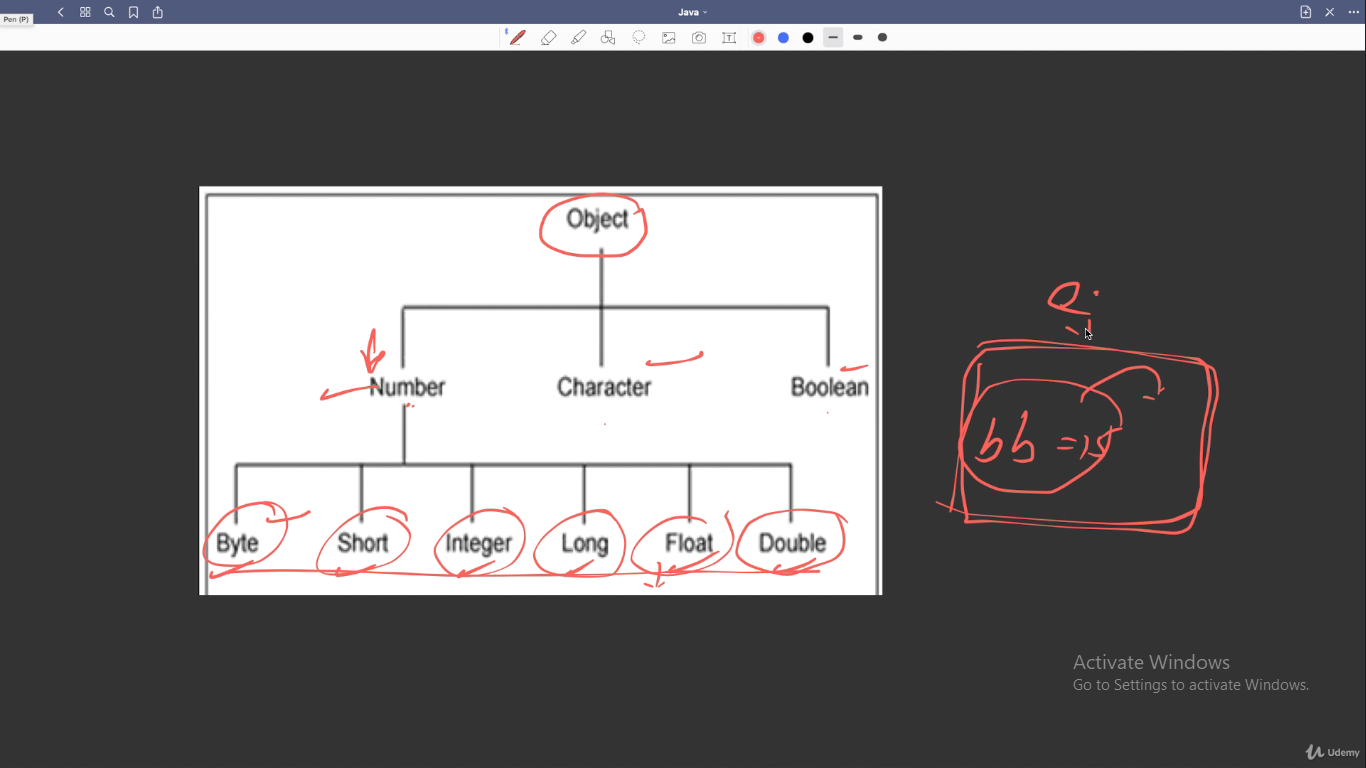 Pen (P)
Java
T
Object
Number Character Boolean
Byte Short Integer Long Float Double
bb = 15
Activate Windows
Go to Settings to activate Windows.
Udemy